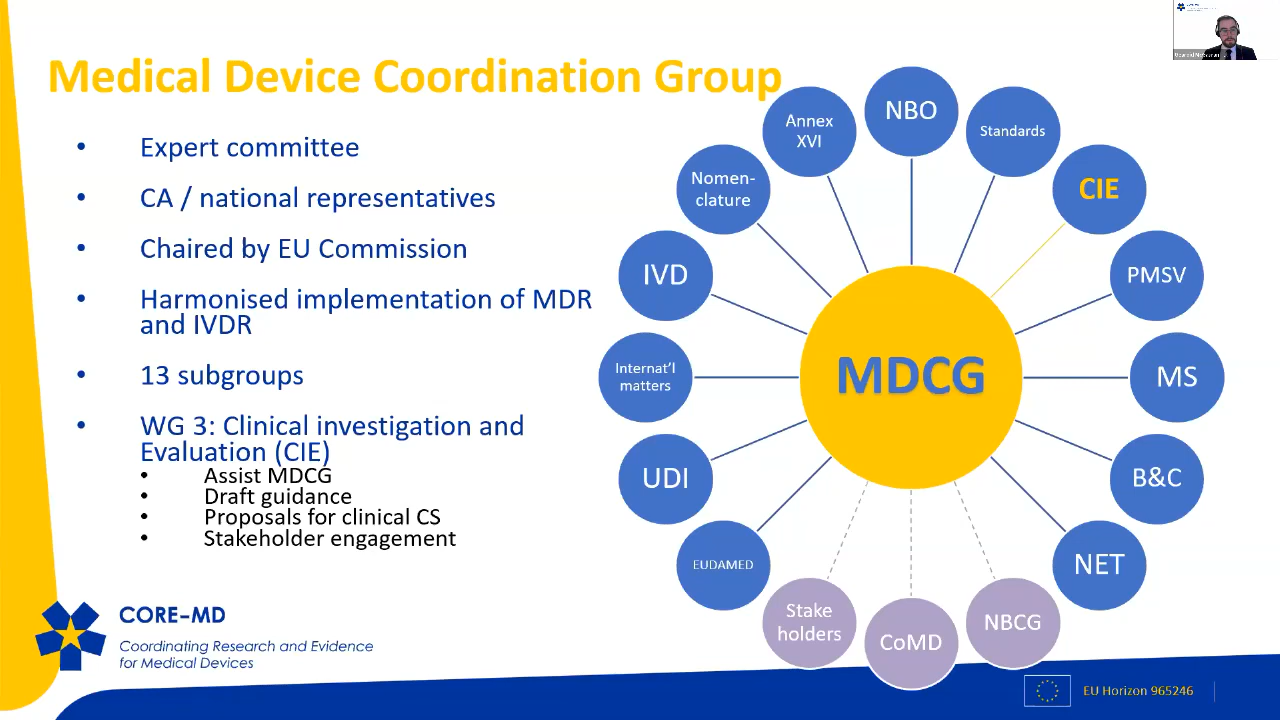 Medical Device Coordination Group
• Expert committee
• CA / national representatives
• Chaired by EU Commission
• Harmonised implementation of MDR
and IVDR
• 13 subgroups
• WG 3: Clinical investigation and
Evaluation (CIE)
• Assist MDCG
• Draft guidance
• Proposals for clinical CS
• Stakeholder engagement
MDCG
NBO
Standards
CIE
PMSV
MS
B&C
NET
NBCG
CoMD
Stake
holders
EUDAMED
UDI
Internat'l
matters
IVD
Nomen-
clature
Annex
XVI
CORE-MD
Coordinating Research and Evidence
for Medical Devices
EU Horizon 965246